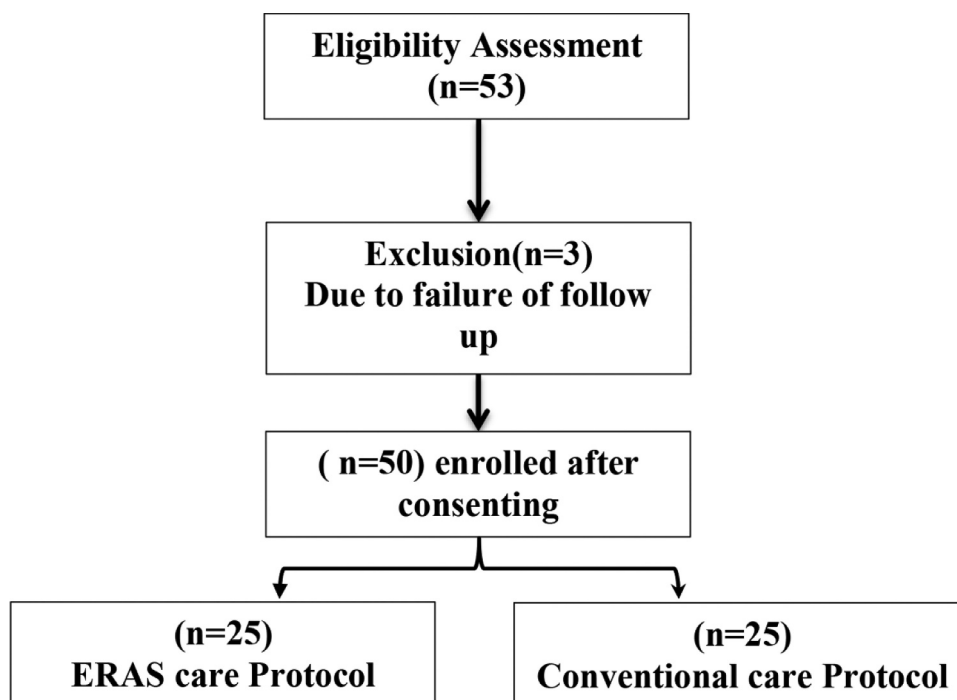 Eligibility Assessment
(n=53)
Exclusion(n=3)
Due to failure of follow
up
( n=50) enrolled after
consenting
(n=25)
ERAS care Protocol
(n=25)
Conventional care Protocol